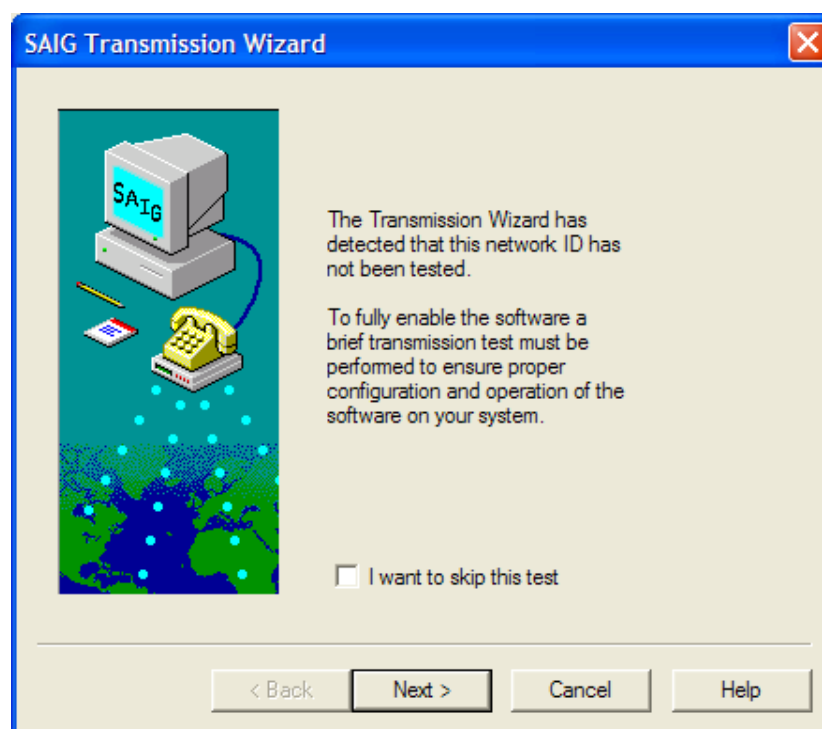 SAIG Transmission Wizard
SAIG
The Transmission Wizard has
detected that this network ID has
not been tested.
To fully enable the software a
brief transmission test must be
performed to ensure proper
configuration and operation of the
software on your system.
I want to skip this test
< Back Next > Cancel Help